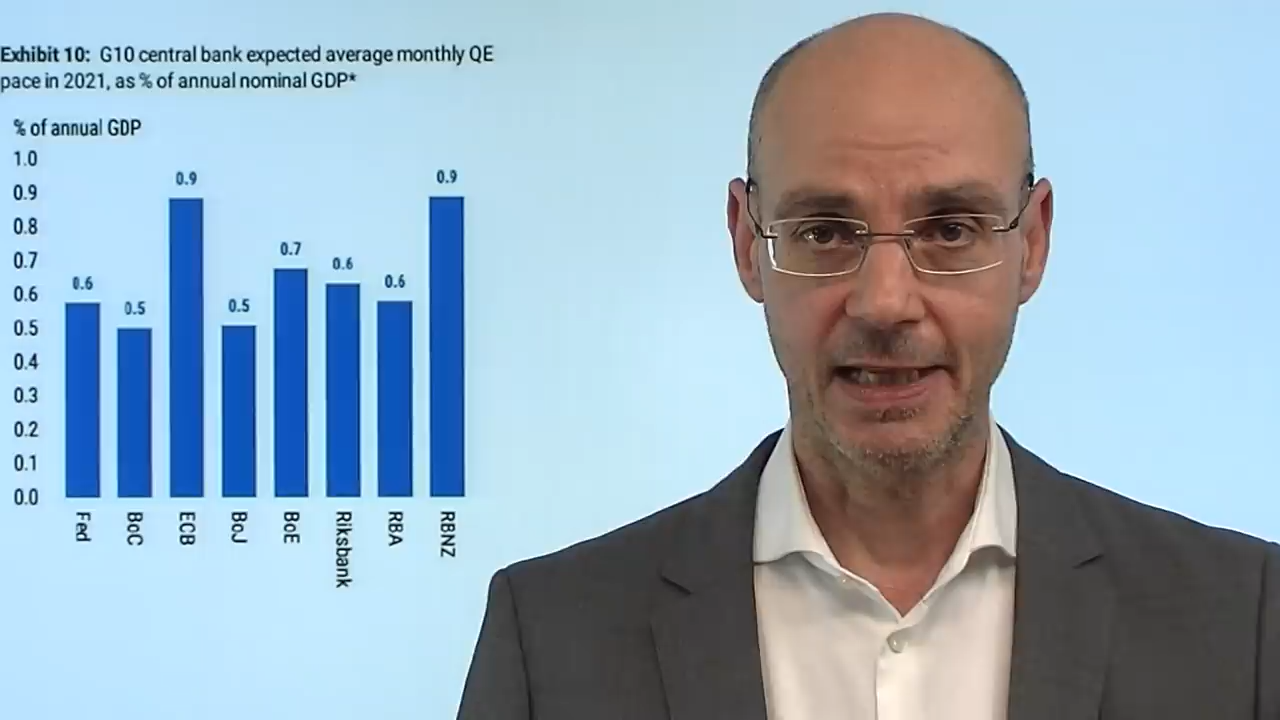 Exhibit 10: G10 central bank expected average monthly QE
pace in 2021, as % of annual nominal GDP*
% of annual GDP
1.0
0.9
0.8
0.7
0.6
0.5
0.4
0.3
0.2
0.1
0.0
0.6
0.5
0.9
0.5
0.7
0.6
0.6
0.9
Fed
BoC
ECB
BoJ
BoE
Riksbank
RBA
RBNZ